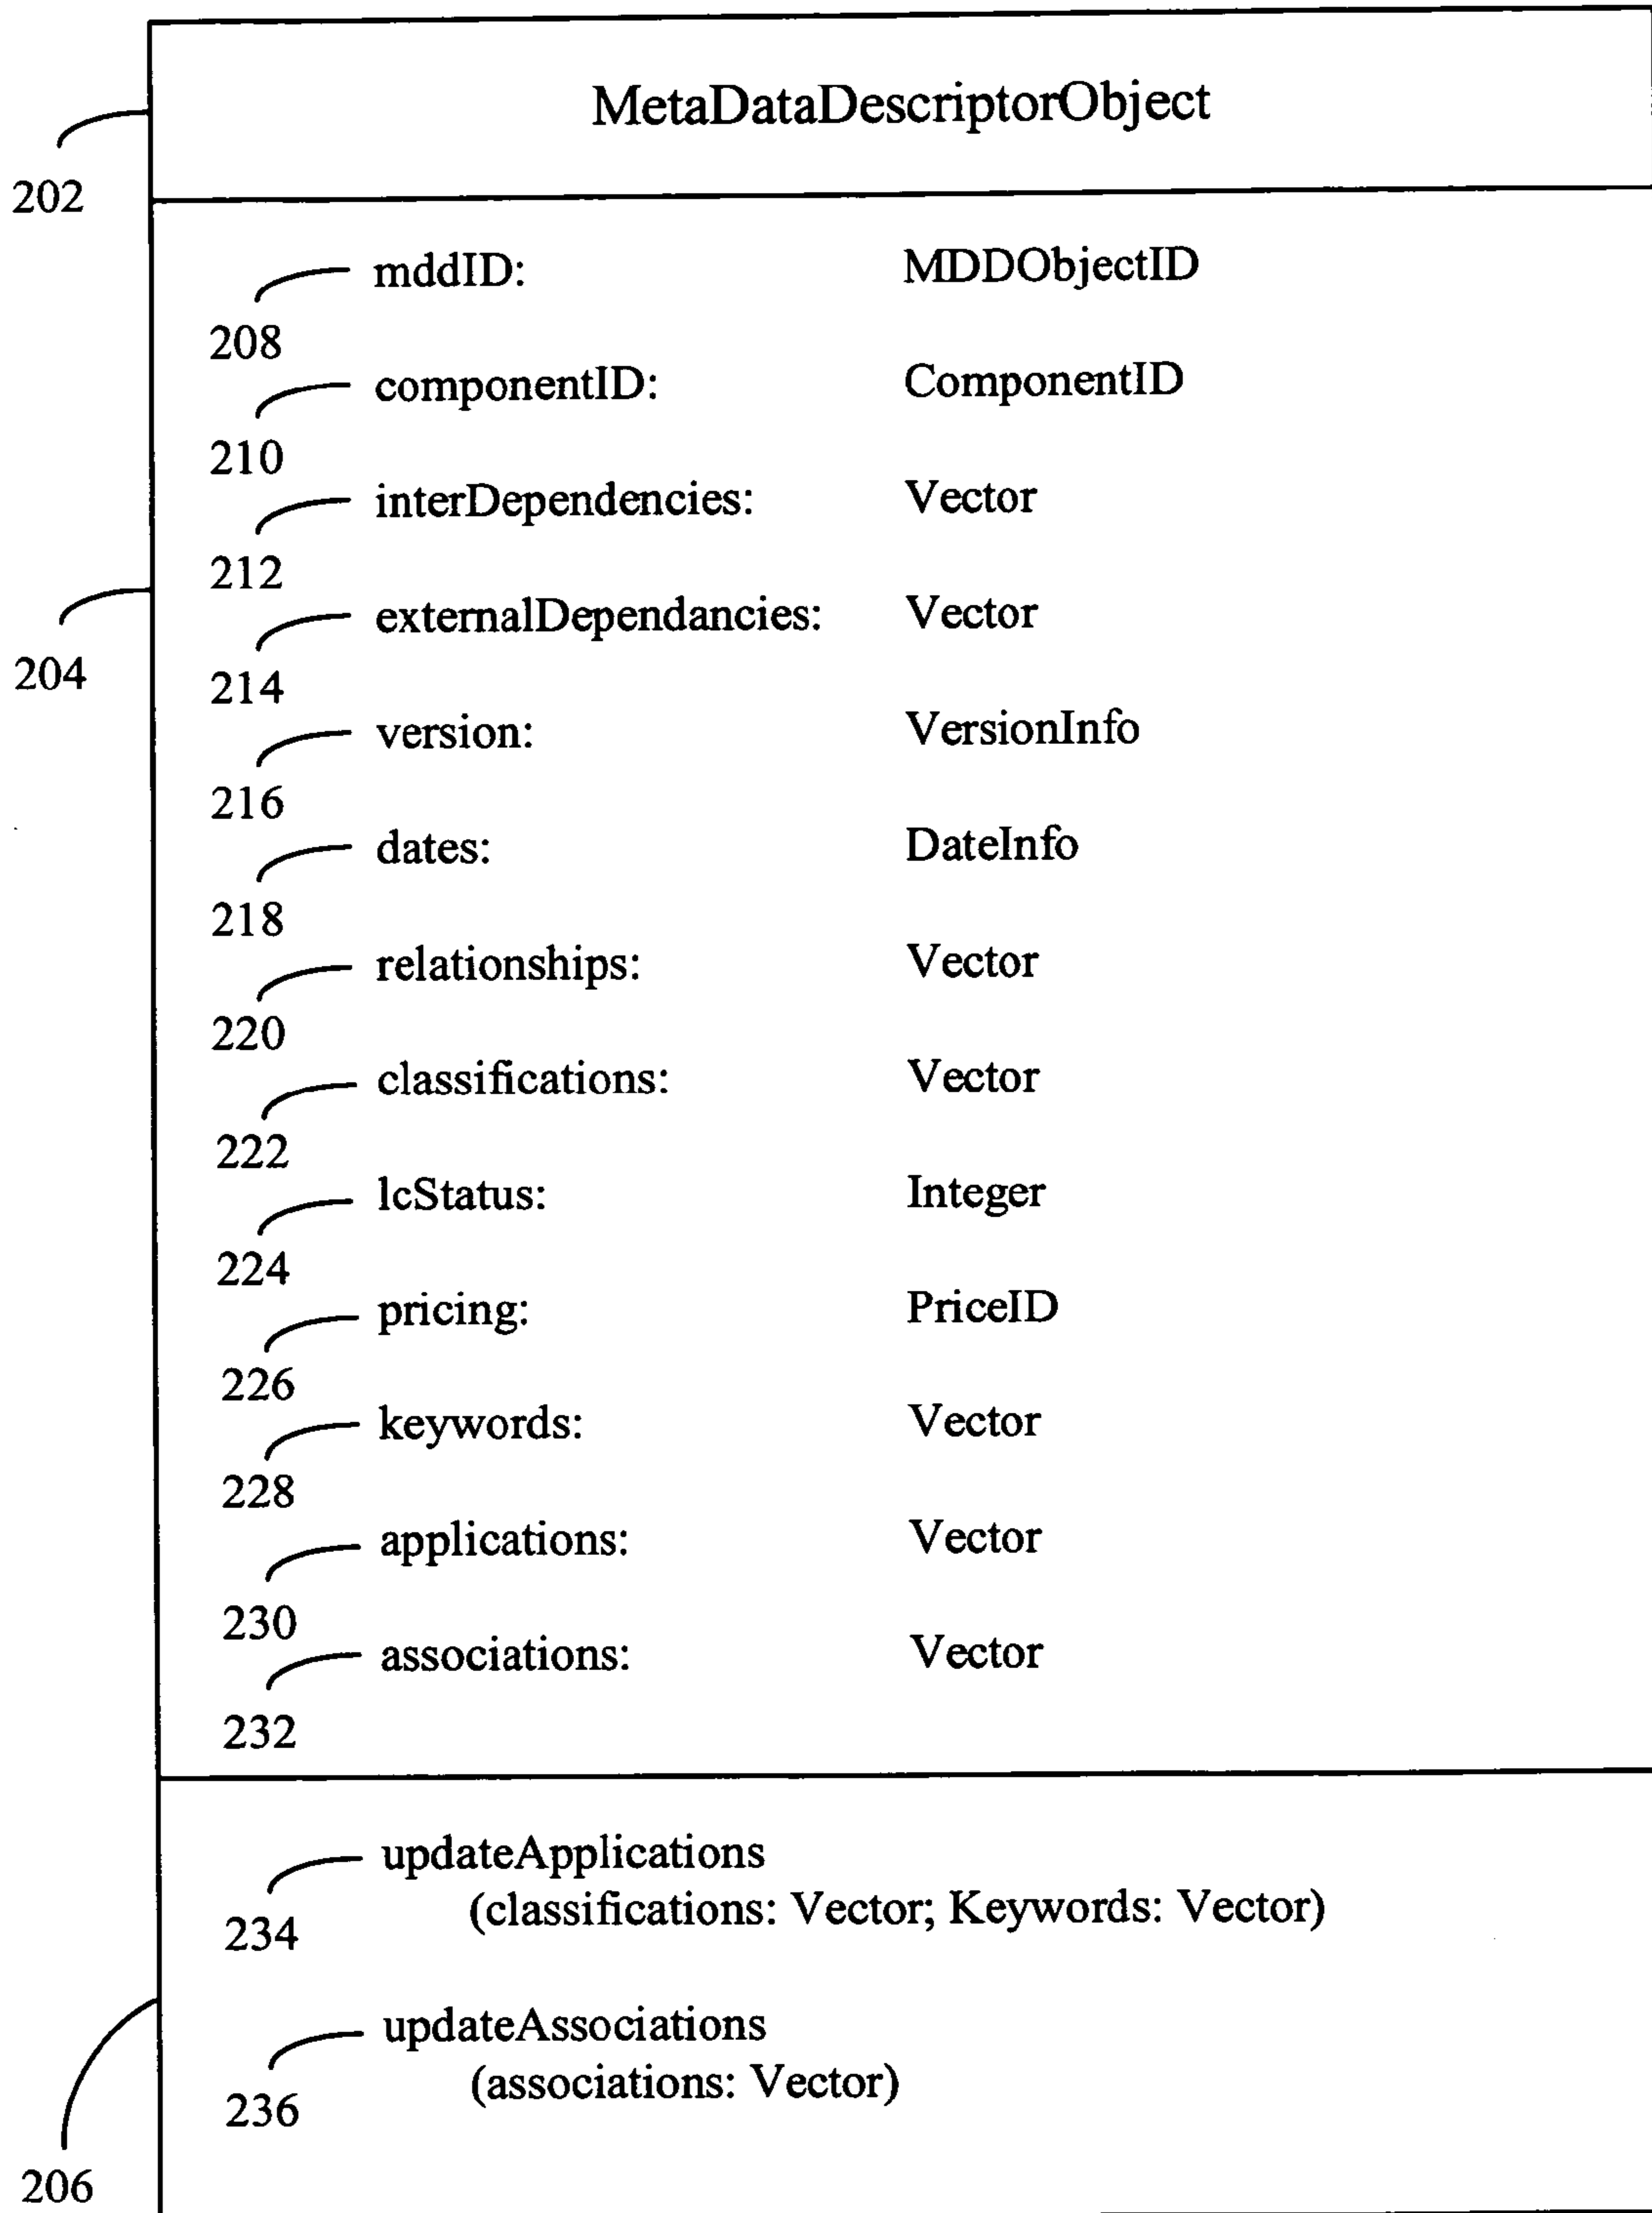 MetaDataDescriptorObject
202
mddID: MDDObjectID
208
componentID: ComponentID
210
interDependencies: Vector
212
externalDependancies: Vector
204
214
version: VersionInfo
216
dates: DateInfo
218
relationships: Vector
220
classifications: Vector
222
lcStatus: Integer
224
pricing: PriceID
226
keywords: Vector
228
applications: Vector
230
associations: Vector
232
updateApplications
(classifications: Vector; Keywords: Vector)
234
updateAssociations
(associations: Vector)
236
206